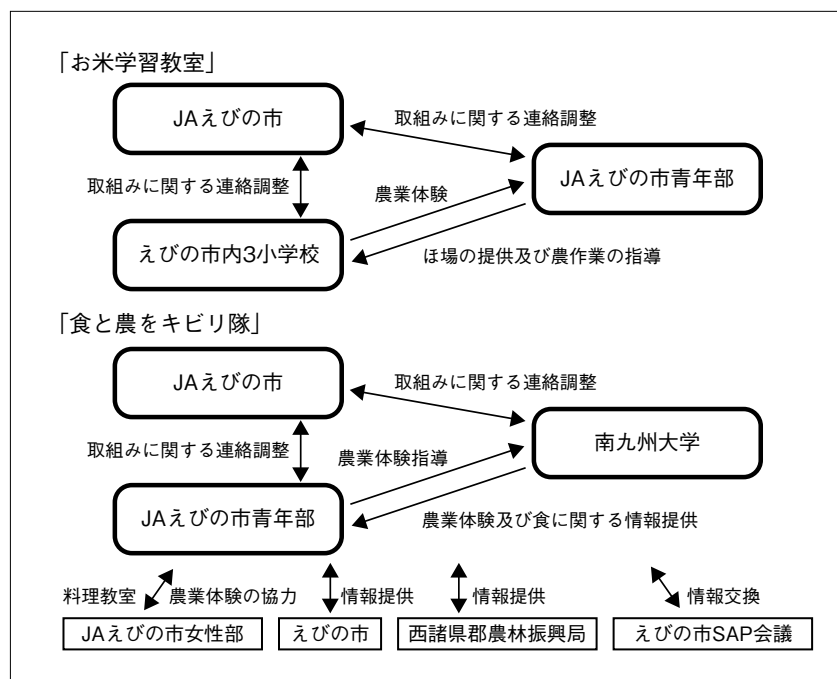 「お米学習教室」
JAえびの市
取組みに関する連絡調整
JAえびの市青年部
取組みに関する連絡調整
農業体験
えびの市内3小学校
ほ場の提供及び農作業の指導
「食と農をキビリ隊」
JAえびの市
取組みに関する連絡調整
南九州大学
取組みに関する連絡調整
農業体験指導
JAえびの市青年部
農業体験及び食に関する情報提供
料理教室
農業体験の協力
情報提供
情報提供
情報交換
JAえびの市女性部
えびの市
西諸県郡農林振興局
えびの市SAP会議